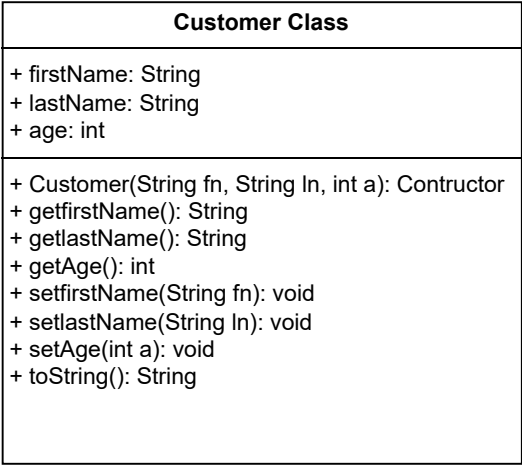 Customer Class
+ firstName: String
+ lastName: String
+ age: int
+ Customer(String fn, String ln, int a): Contructor
+ getfirstName(): String
+ getlastName(): String
+ getAge(): int
+ setfirstName(String fn): void
+ setlastName(String ln): void
+ setAge(int a): void
+ toString(): String